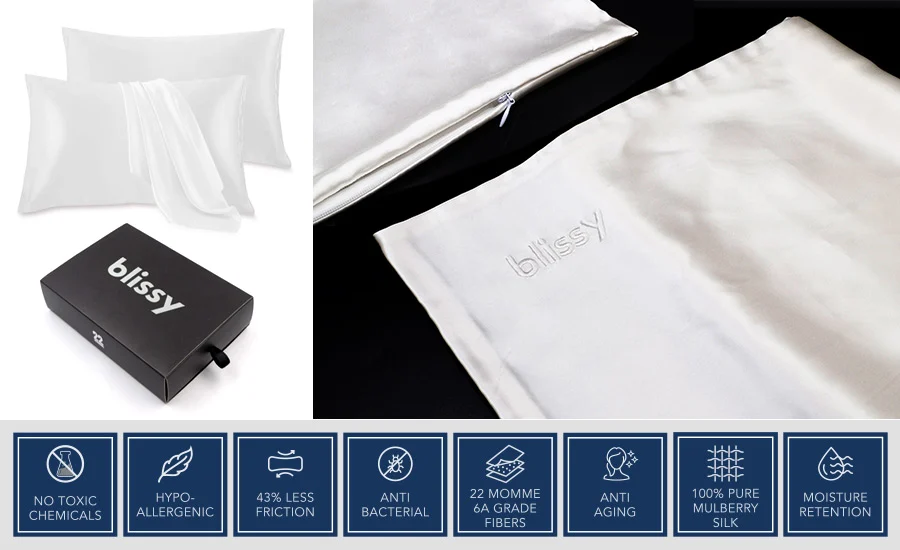 blissy
blissy
NO TOXIC
CHEMICALS
HYPO-
ALLERGENIC
43% LESS
FRICTION
ANTI
BACTERIAL
22 MOMME
6A GRADE
FIBERS
ANTI
AGING
100% PURE
MULBERRY
SILK
MOISTURE
RETENTION